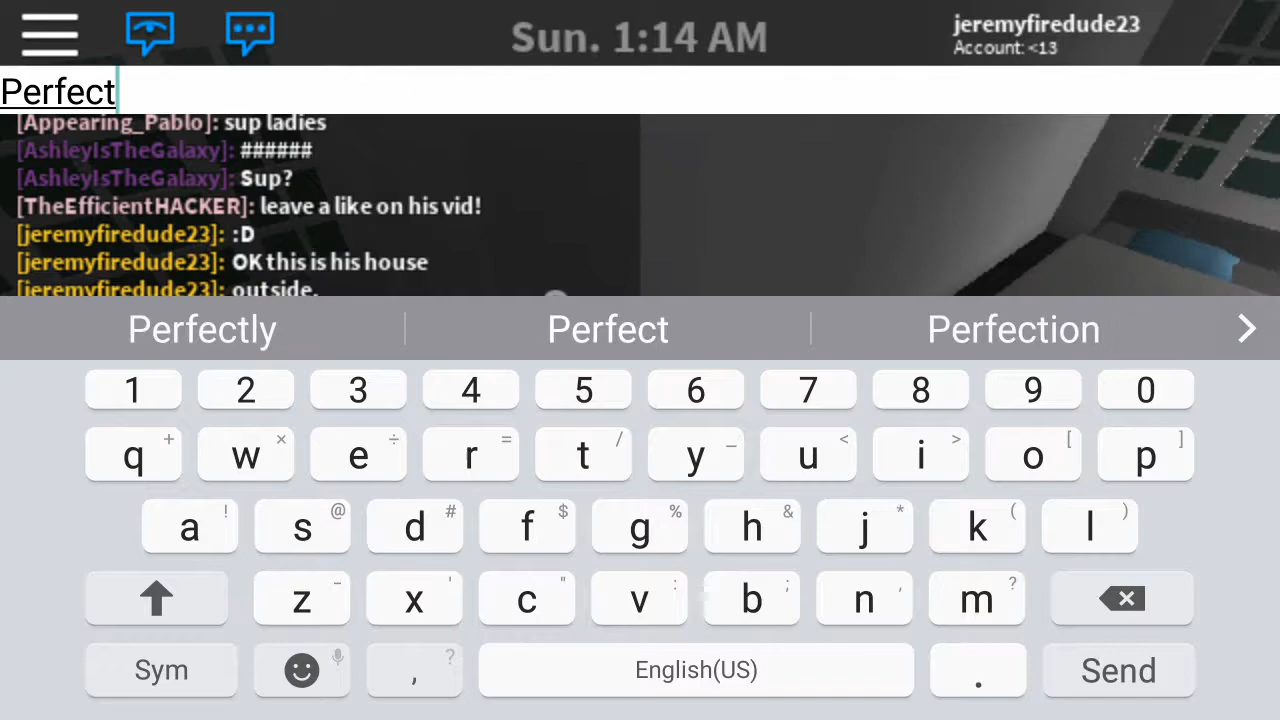 Sun. 1:14 AM
jeremyfiredude23
Account: <13
Perfect
[Appearing_Pablo]: sup ladies
[AshleyIsTheGalaxy]: ######
[AshleyIsTheGalaxy]: Sup?
[TheEfficientHACKER]: leave a like on his vid!
[jeremyfiredude23]: :D
[jeremyfiredude23]: OK this is his house
[jeremyfiredude23]: outside.
Perfectly Perfect Perfection
1 2 3 4 5 6 7 8 9 0
q + w × e ÷ r = t / y _ u < i > o [ p ]
a ! s @ d # f $ g % h & j * k ( l )
z - x ' c " v : b ; n , m ?
Sym , ? English(US) . Send